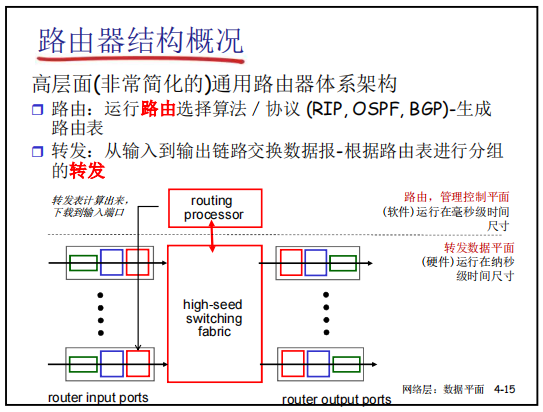 路由器结构概况
高层面(非常简化的)通用路由器体系架构
路由：运行路由选择算法／协议 (RIP, OSPF, BGP)-生成
路由表
转发：从输入到输出链路交换数据报-根据路由表进行分组
的转发
转发表计算出来，
下载到输入端口
routing
processor
路由，管理控制平面
(软件)运行在毫秒级时间
尺寸
转发数据平面
(硬件)运行在纳秒
级时间尺寸
high-seed
switching
fabric
router input ports
router output ports
网络层：数据平面 4-15